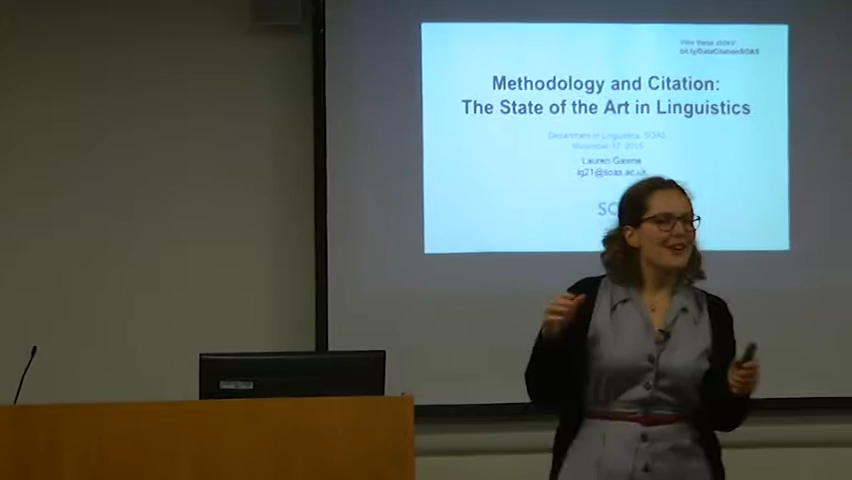 View these slides:
bit.ly/DataCitationSOAS
Methodology and Citation:
The State of the Art in Linguistics
Department of Linguistics, SOAS
November 17, 2015
Lauren Gawne
lg21@soas.ac.uk